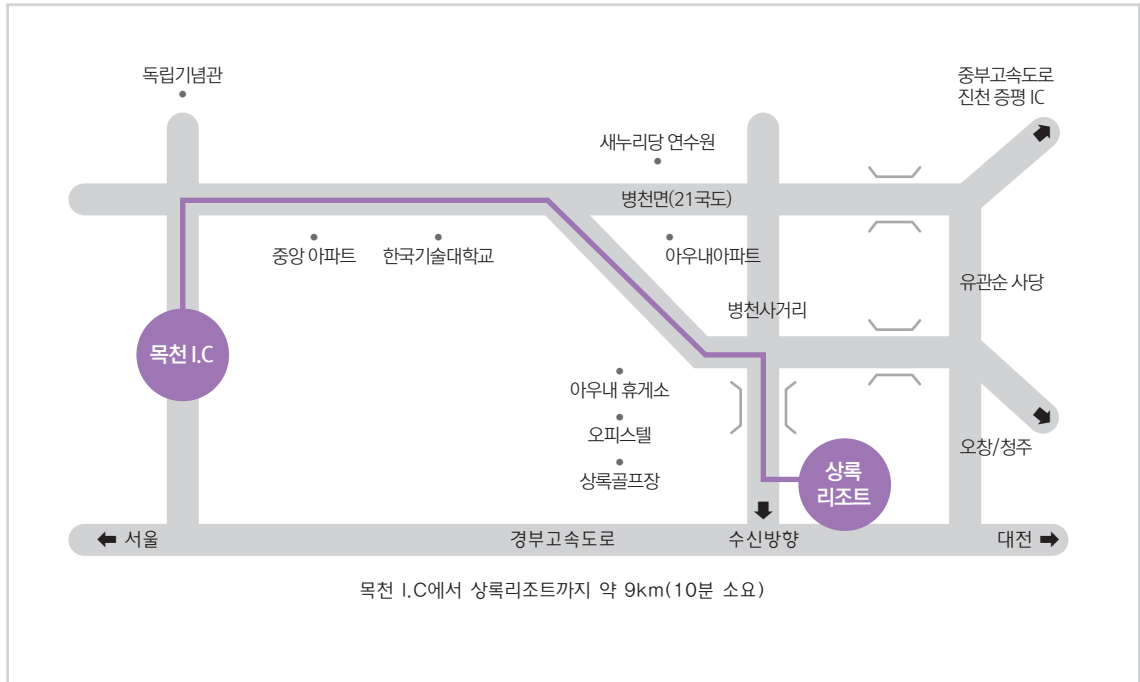 독립기념관
중부고속도로
진천 증평 IC
새누리당 연수원
병천면(21국도)
중앙 아파트
한국기술대학교
아우내아파트
유관순 사당
병천사거리
목천 I.C
아우내 휴게소
오피스텔
오창/청주
상록
리조트
상록골프장
서울
경부고속도로
수신방향
대전
목천 I.C에서 상록리조트까지 약 9km(10분 소요)